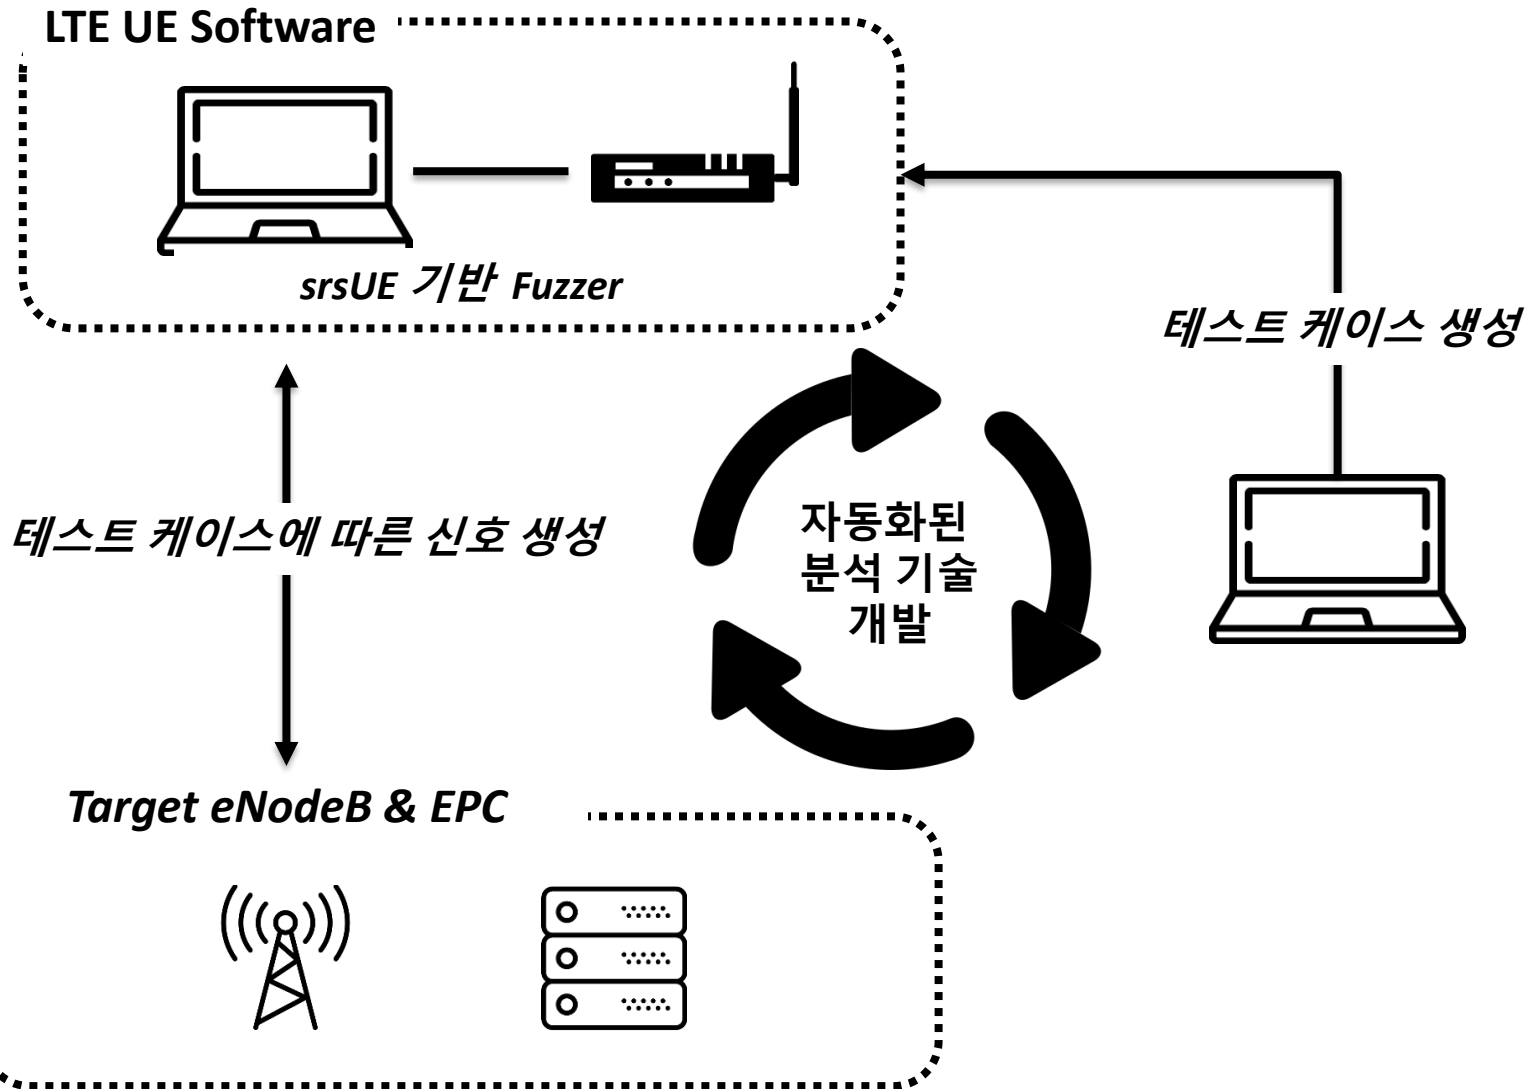 LTE UE Software
srsUE 기반 Fuzzer
테스트 케이스 생성
테스트 케이스에 따른 신호 생성
자동화된
분석 기술
개발
Target eNodeB & EPC